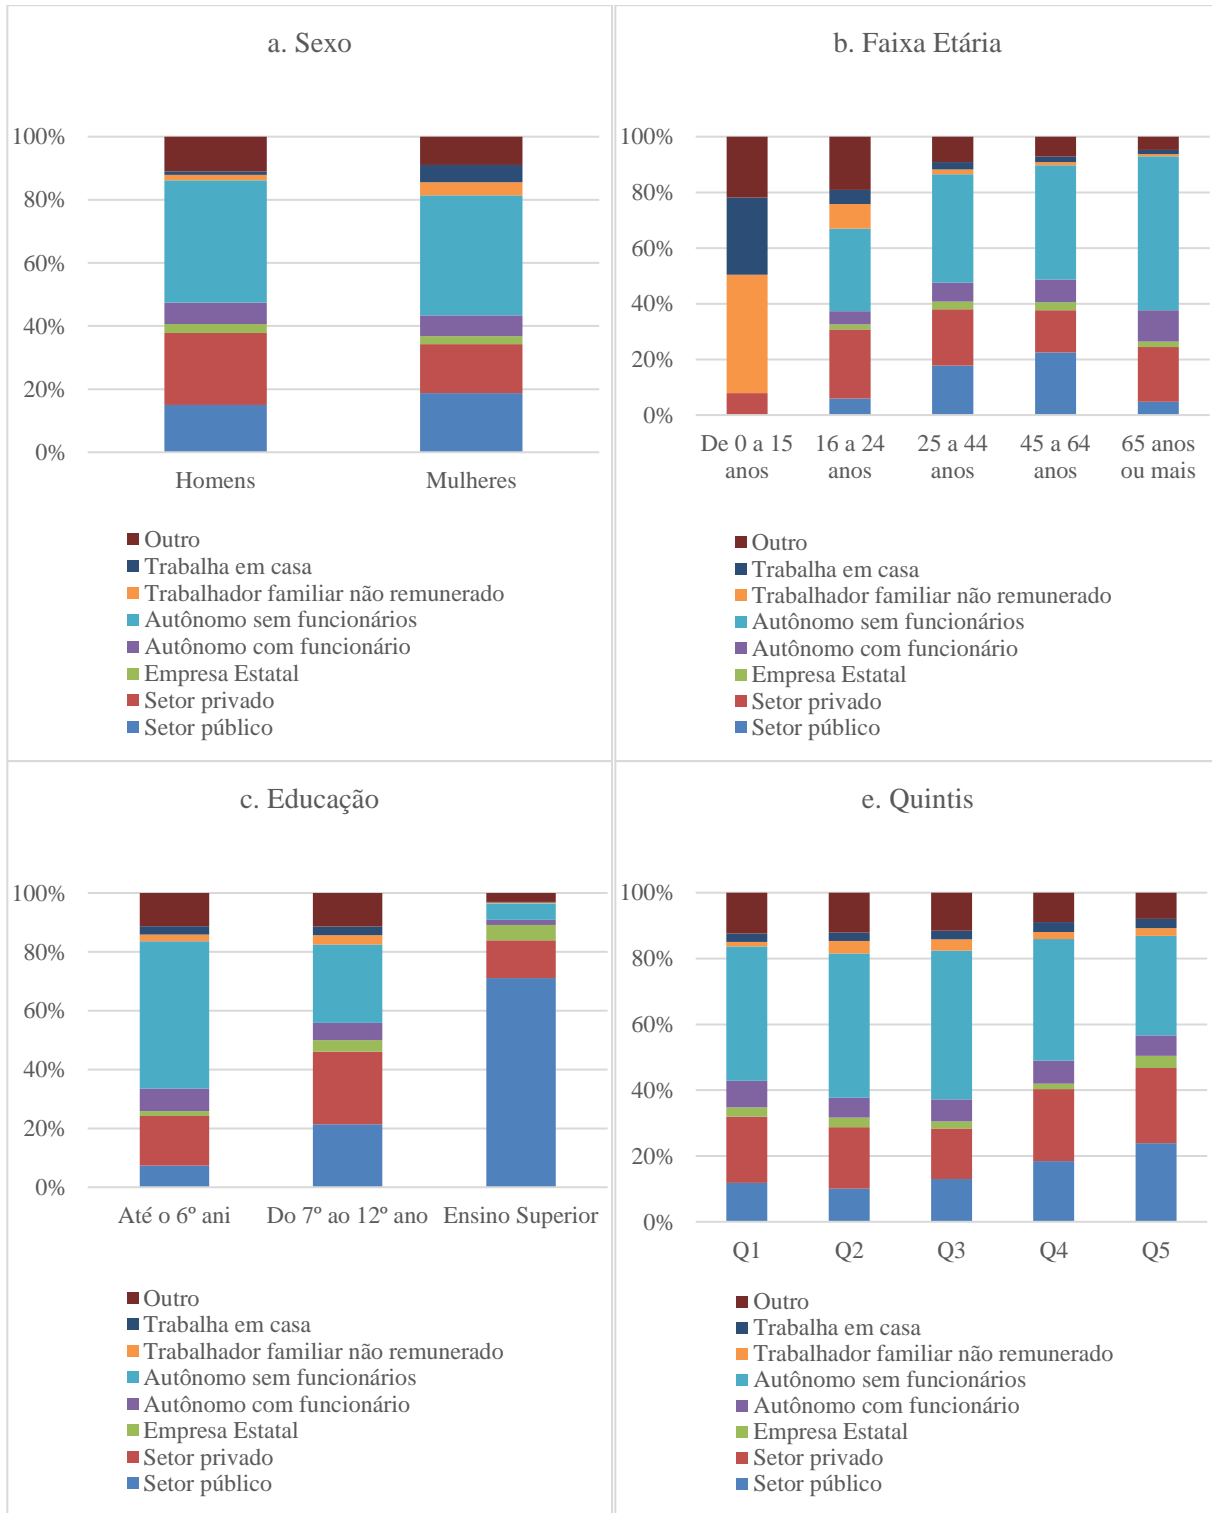 a. Sexo
100%
80%
60%
40%
20%
0%
Homens
Mulheres
Outro
Trabalha em casa
Trabalhador familiar não remunerado
Autônomo sem funcionários
Autônomo com funcionário
Empresa Estatal
Setor privado
Setor público
b. Faixa Etária
100%
80%
60%
40%
20%
0%
De 0 a 15 anos
16 a 24 anos
25 a 44 anos
45 a 64 anos
65 anos ou mais
Outro
Trabalha em casa
Trabalhador familiar não remunerado
Autônomo sem funcionários
Autônomo com funcionário
Empresa Estatal
Setor privado
Setor público
c. Educação
100%
80%
60%
40%
20%
0%
Até o 6º ani
Do 7º ao 12º ano
Ensino Superior
Outro
Trabalha em casa
Trabalhador familiar não remunerado
Autônomo sem funcionários
Autônomo com funcionário
Empresa Estatal
Setor privado
Setor público
e. Quintis
100%
80%
60%
40%
20%
0%
Q1
Q2
Q3
Q4
Q5
Outro
Trabalha em casa
Trabalhador familiar não remunerado
Autônomo sem funcionários
Autônomo com funcionário
Empresa Estatal
Setor privado
Setor público